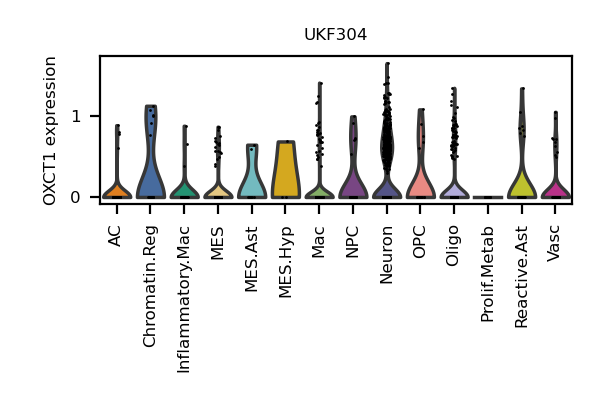 UKF304
OXCT1 expression
1
0
AC
Chromatin.Reg
Inflammatory.Mac
MES
MES.Ast
MES.Hyp
Mac
NPC
Neuron
OPC
Oligo
Prolif.Metab
Reactive.Ast
Vasc